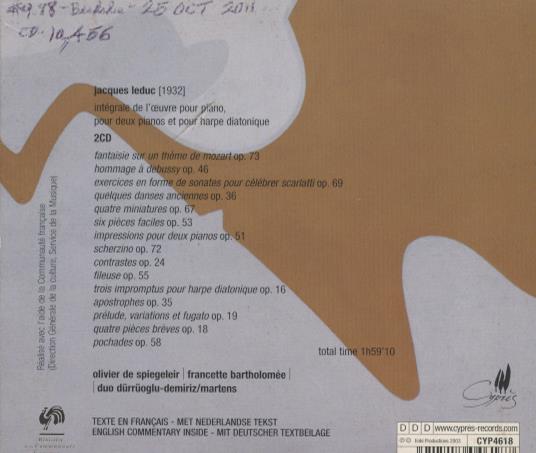 25 OCT 2011
jacques leduc [1932]
intégrale de l'œuvre pour piano,
pour deux pianos et pour harpe diatonique
2CD
fantaisie sur un thème de mozart op. 73
hommage à debussy op. 46
exercices en forme de sonates pour célébrer scarlatti op. 69
quelques danses anciennes op. 36
quatre miniatures op. 67
six pièces faciles op. 53
impressions pour deux pianos op. 51
scherzino op. 72
contrastes op. 24
fileuse op. 55
trois impromptus pour harpe diatonique op. 16
apostrophes op. 35
prélude, variations et fugato op. 19
quatre pièces brèves op. 18
pochades op. 58
total time 1h59'10
olivier de spiegeleir | francette bartholomée |
| duo dürrüoglu-demiriz/martens
Réalisé avec l'aide de la Communauté française
(Direction Générale de la culture, Service de la Musique)
TEXTE EN FRANÇAIS - MET NEDERLANDSE TEKST
ENGLISH COMMENTARY INSIDE - MIT DEUTSCHER TEXTBEILAGE
Cyprès
D D D www.cypres-records.com
CYP4618